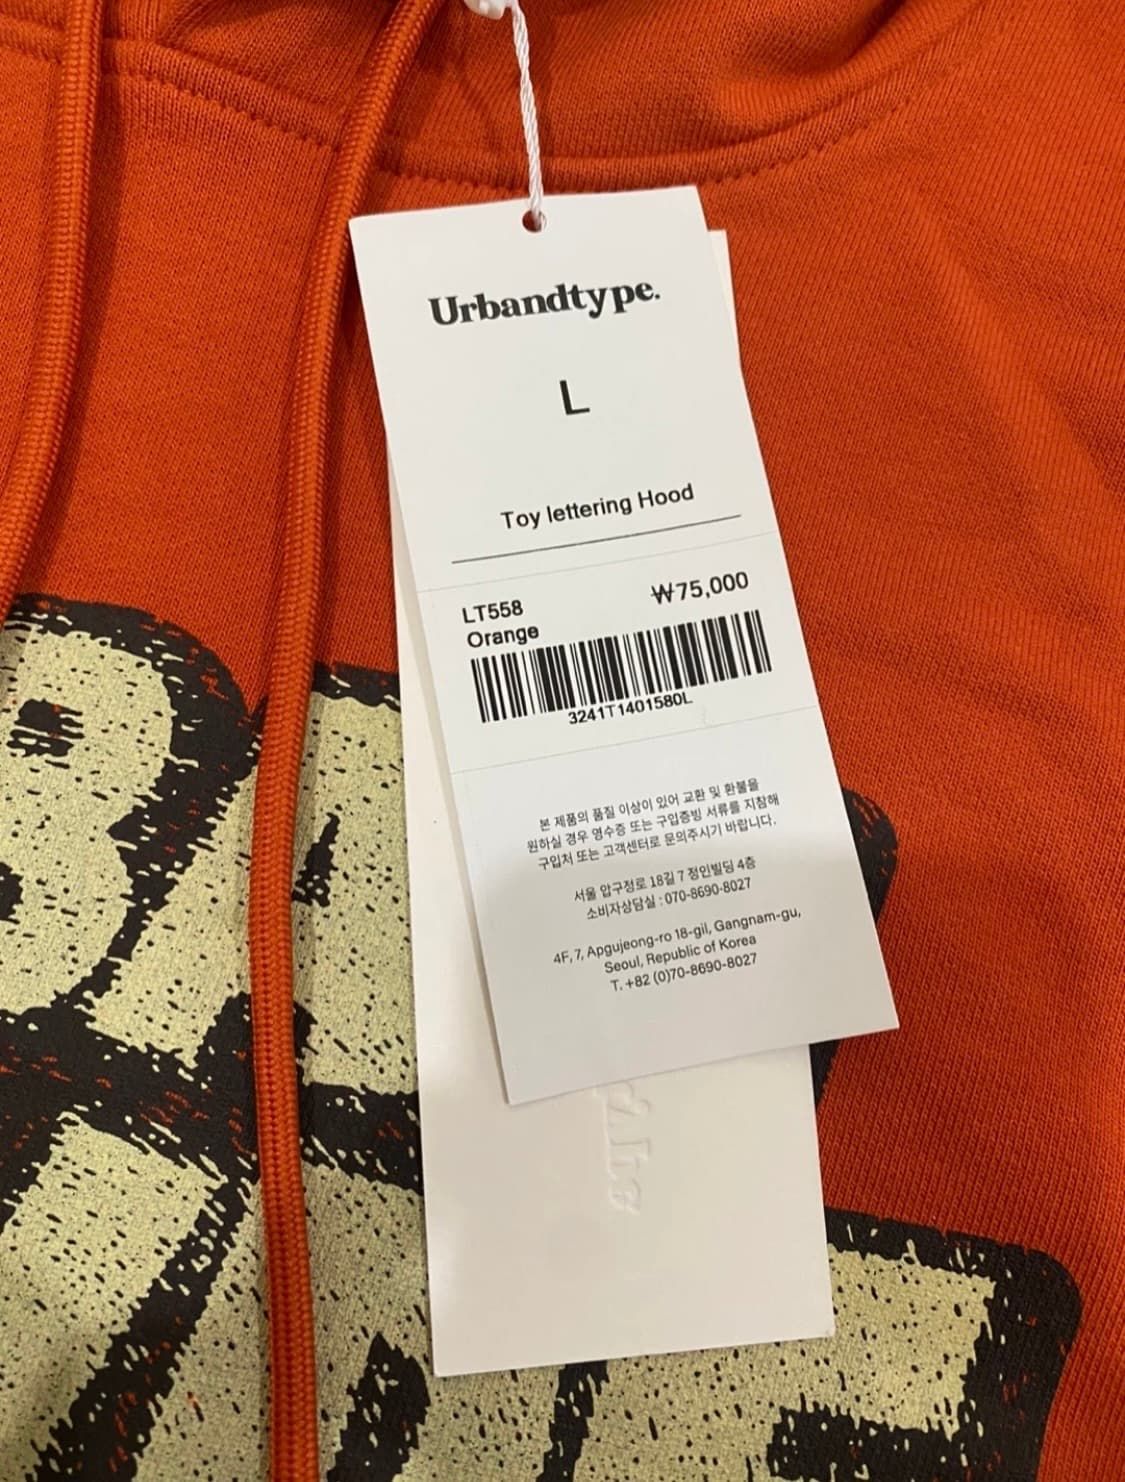 Urbandtype.
L
Toy lettering Hood
LT558
₩75,000
Orange
3241T1401580L
본 제품의 품질 이상이 있어 교환 및 환불을
원하실 경우 영수증 또는 구입증빙 서류를 지참해
구입처 또는 고객센터로 문의주시기 바랍니다.
서울 압구정로 18길 7 정인빌딩 4층
소비자상담실 : 070-8690-8027
4F, 7, Apgujeong-ro 18-gil, Gangnam-gu,
Seoul, Republic of Korea
T. +82 (0)70-8690-8027